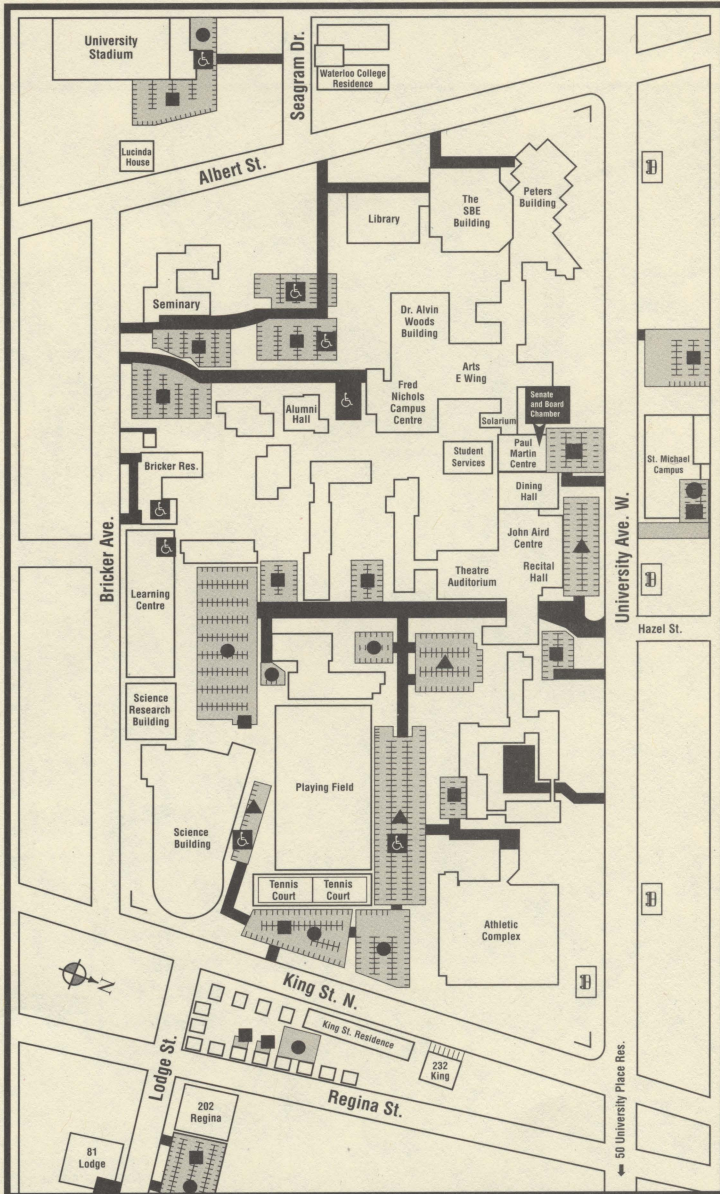 University
Stadium
Seagram Dr.
Waterloo College
Residence
Lucinda
House
Albert St.
Library
The
SBE
Building
Peters
Building
Seminary
Dr. Alvin
Woods
Building
Arts
E Wing
Fred
Nichols
Campus
Centre
Alumni
Hall
Senate
and Board
Chamber
Solarium
Student
Services
Paul
Martin
Centre
St. Michael
Campus
Bricker Res.
Dining
Hall
Bricker Ave.
University Ave. W.
John Aird
Centre
Recital
Hall
Theatre
Auditorium
Learning
Centre
Hazel St.
Science
Research
Building
Playing Field
Science
Building
Tennis
Court
Tennis
Court
Athletic
Complex
N
King St. N.
King St. Residence
232
King
Lodge St.
Regina St.
50 University Place Res.
202
Regina
81
Lodge